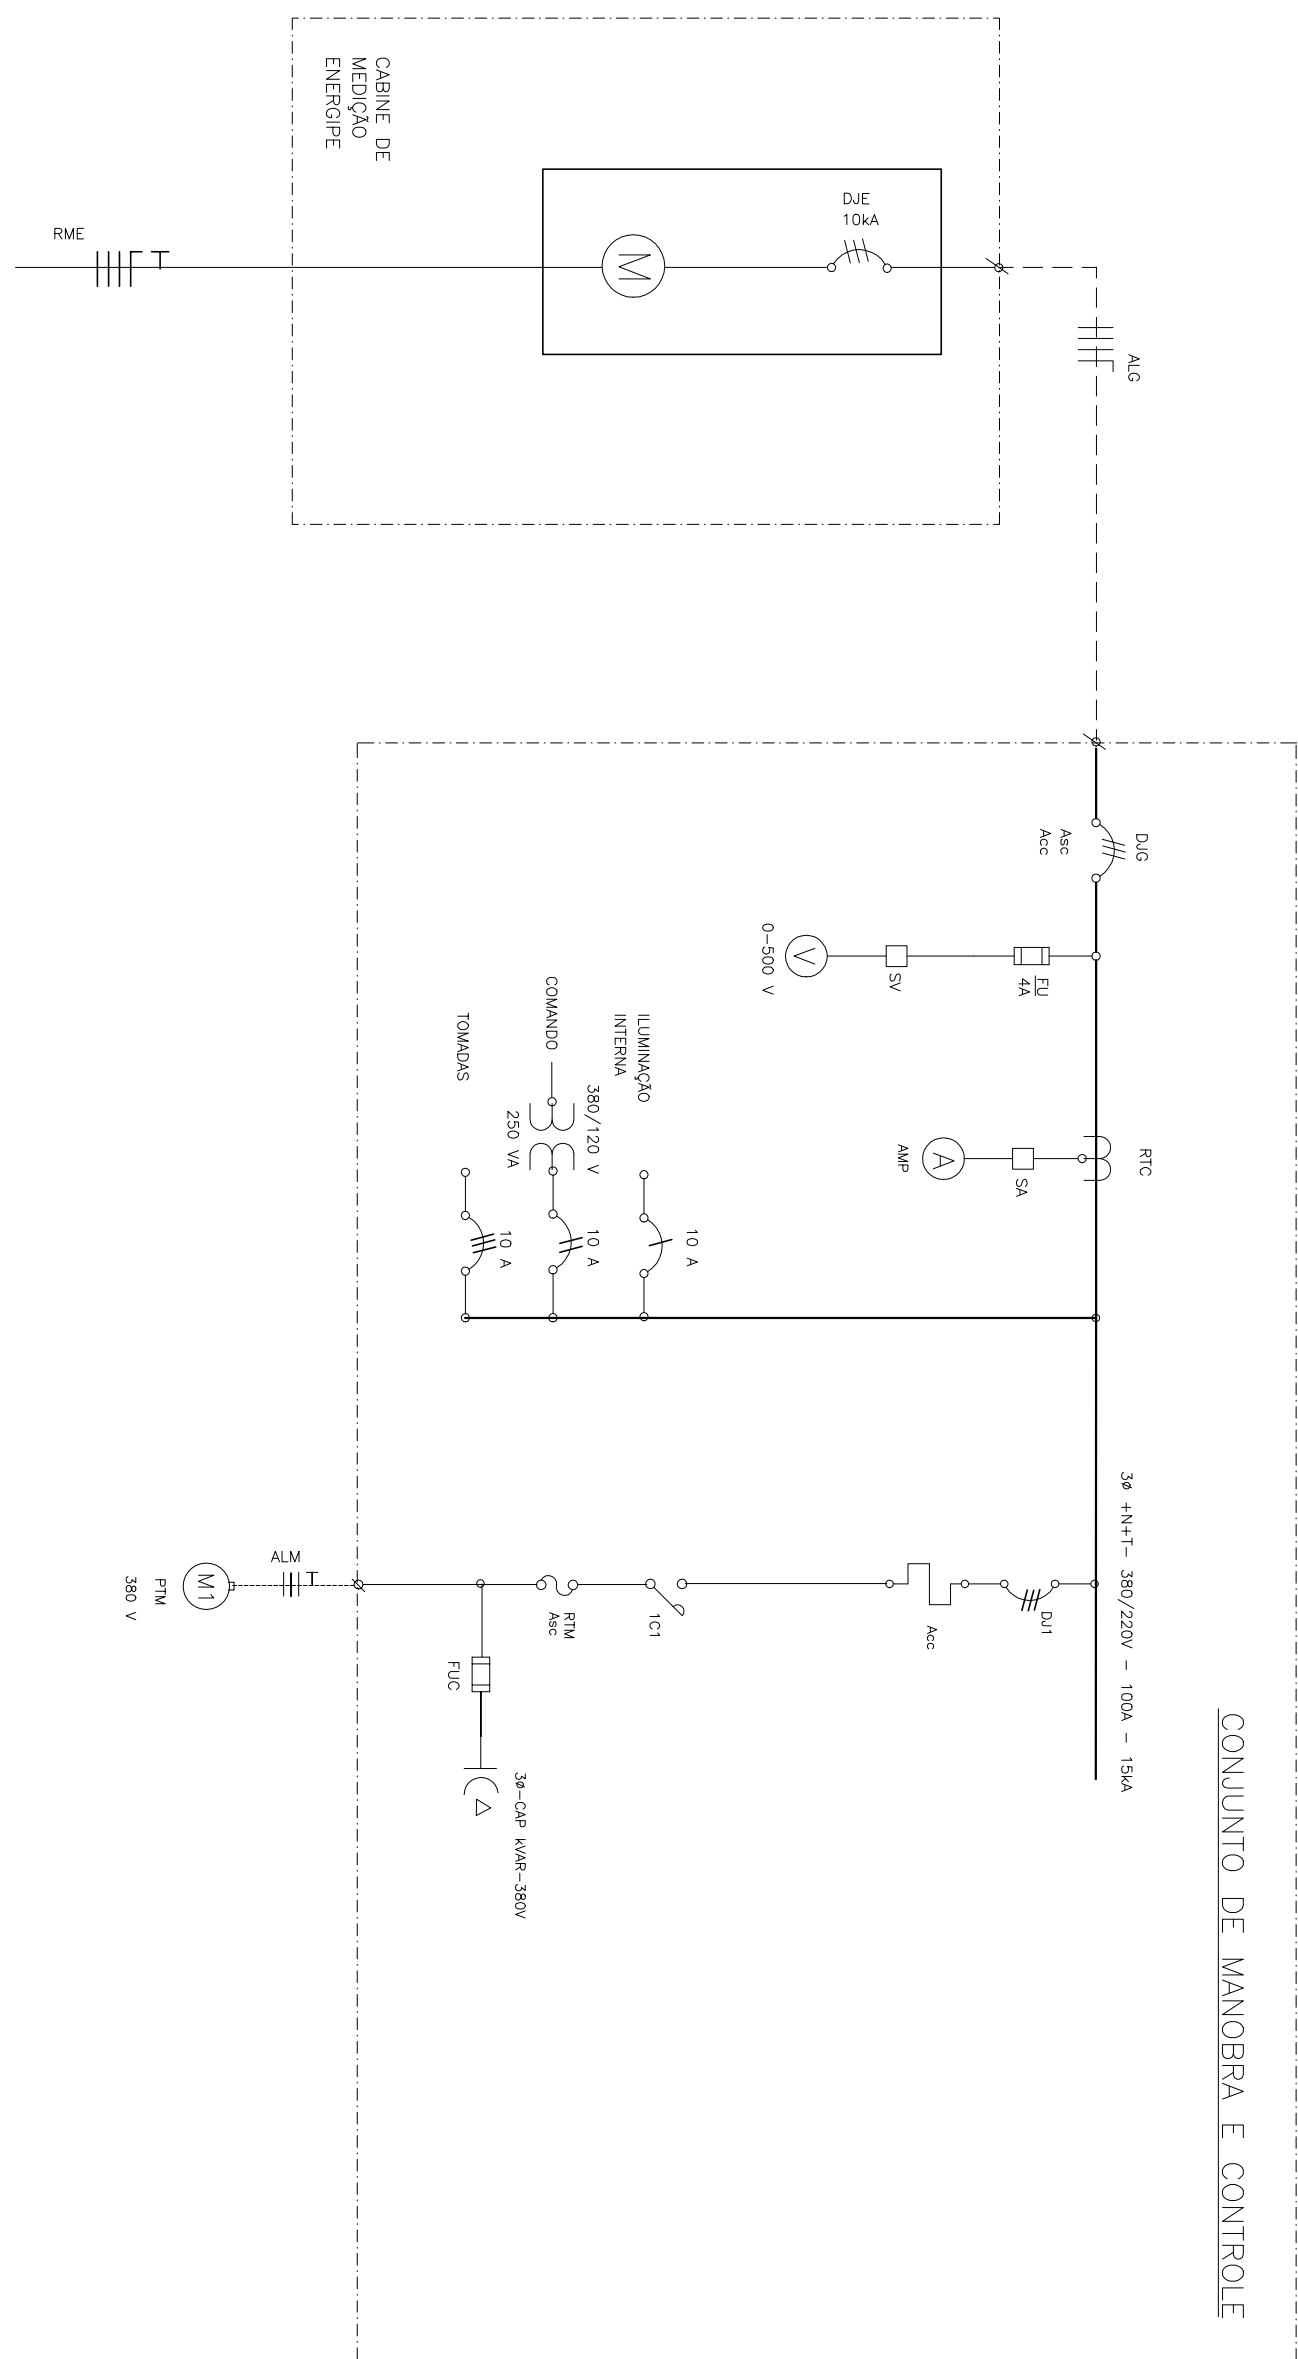 CABINE DE
MEDIÇÃO
ENERGIPE
DJE
10kA
M
RME
ALG
DJG
Asc
Acc
FU
4A
SV
V
0-500 V
RTC
SA
A
AMP
ILUMINAÇÃO
INTERNA
10 A
COMANDO
380/120 V
250 VA
10 A
TOMADAS
10 A
3ø +N+T- 380/220V - 100A - 15kA
DJ1
Acc
1C1
RTM
Asc
FUC
3ø-CAP kVAR-380V
ALM
M1
PTM
380 V
CONJUNTO DE MANOBRA E CONTROLE